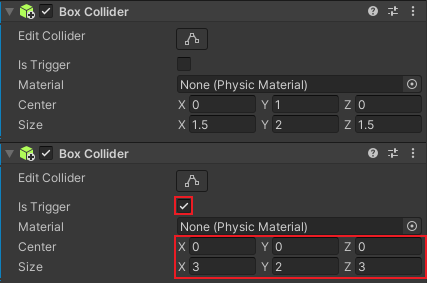 Box Collider
Edit Collider
Is Trigger
Material None (Physic Material)
Center X 0 Y 1 Z 0
Size X 1.5 Y 2 Z 1.5
Box Collider
Edit Collider
Is Trigger
Material None (Physic Material)
Center X 0 Y 0 Z 0
Size X 3 Y 2 Z 3